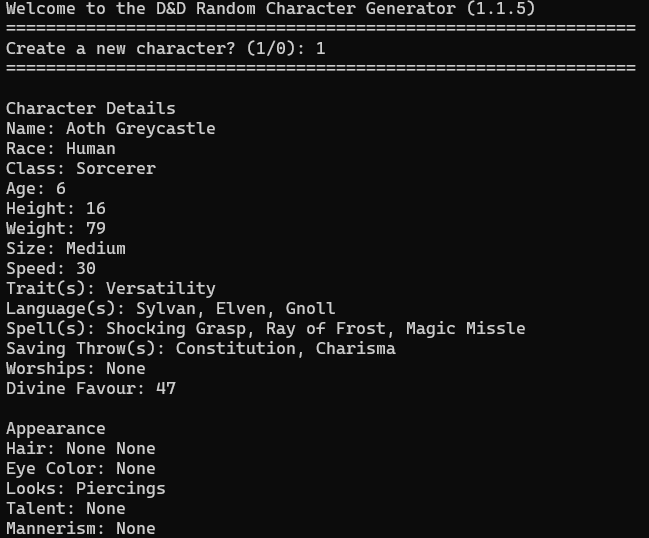 Welcome to the D&D Random Character Generator (1.1.5)
===============================================================
Create a new character? (1/0): 1
===============================================================
Character Details
Name: Aoth Greycastle
Race: Human
Class: Sorcerer
Age: 6
Height: 16
Weight: 79
Size: Medium
Speed: 30
Trait(s): Versatility
Language(s): Sylvan, Elven, Gnoll
Spell(s): Shocking Grasp, Ray of Frost, Magic Missle
Saving Throw(s): Constitution, Charisma
Worships: None
Divine Favour: 47
Appearance
Hair: None None
Eye Color: None
Looks: Piercings
Talent: None
Mannerism: None